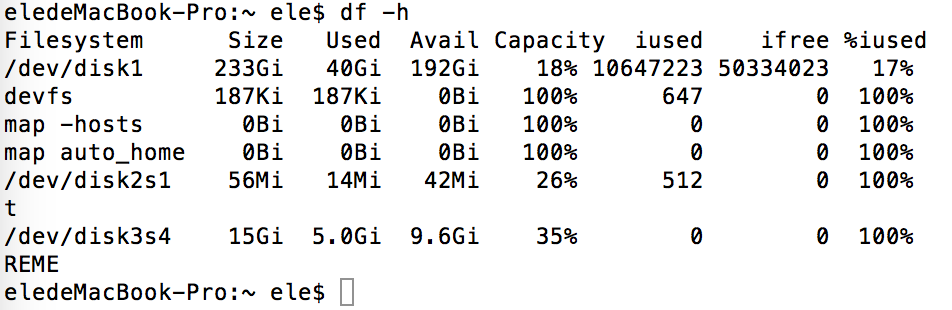 eledeMacBook-Pro:~ ele$ df -h
Filesystem      Size   Used  Avail Capacity  iused    ifree %iused
/dev/disk1     233Gi   40Gi  192Gi    18% 10647223 50334023   17%
devfs          187Ki  187Ki    0Bi   100%      647        0  100%
map -hosts       0Bi    0Bi    0Bi   100%        0        0  100%
map auto_home    0Bi    0Bi    0Bi   100%        0        0  100%
/dev/disk2s1    56Mi   14Mi   42Mi    26%      512        0  100%
t
/dev/disk3s4    15Gi  5.0Gi  9.6Gi    35%        0        0  100%
REME
eledeMacBook-Pro:~ ele$